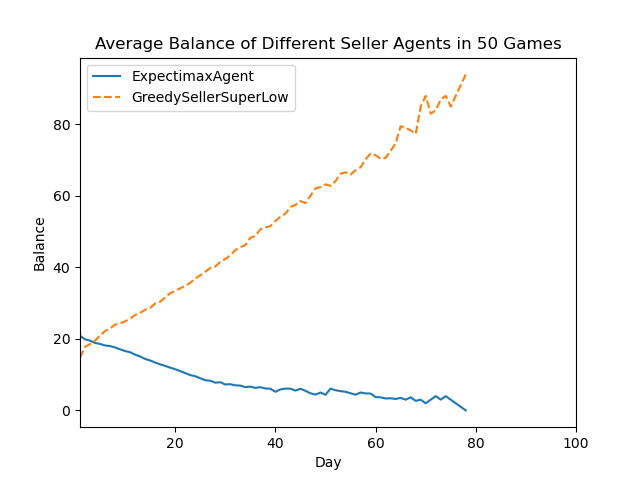 Average Balance of Different Seller Agents in 50 Games
ExpectimaxAgent
GreedySellerSuperLow
80
60
40
20
0
Balance
20 40 60 80 100
Day